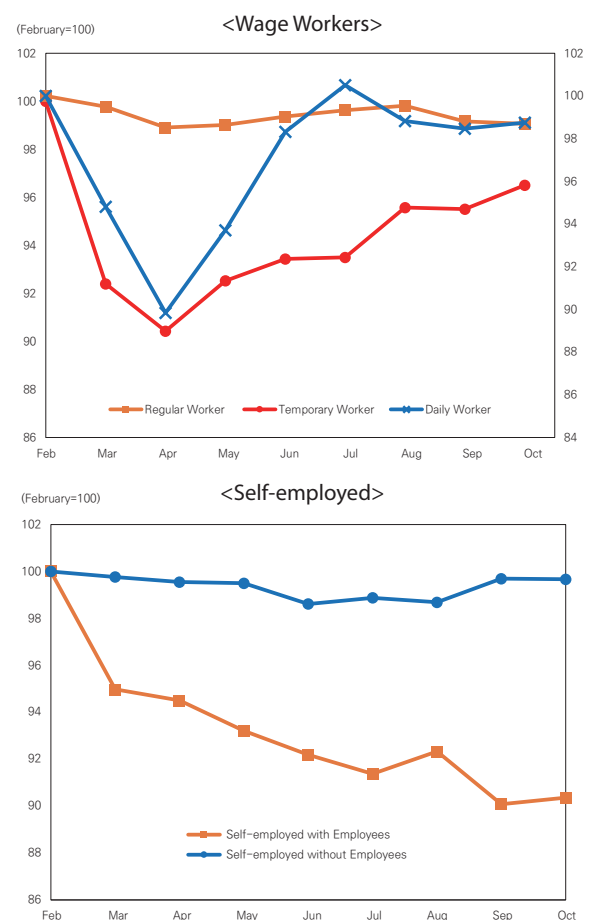 <Wage Workers>
(February=100)
102 102
100 100
98 98
96 96
94 94
92 92
90 90
88 88
86 86
84
Regular Worker Temporary Worker Daily Worker
Feb Mar Apr May Jun Jul Aug Sep Oct
<Self-employed>
(February=100)
102
100
98
96
94
92
90
88
86
Self-employed with Employees
Self-employed without Employees
Feb Mar Apr May Jun Jul Aug Sep Oct